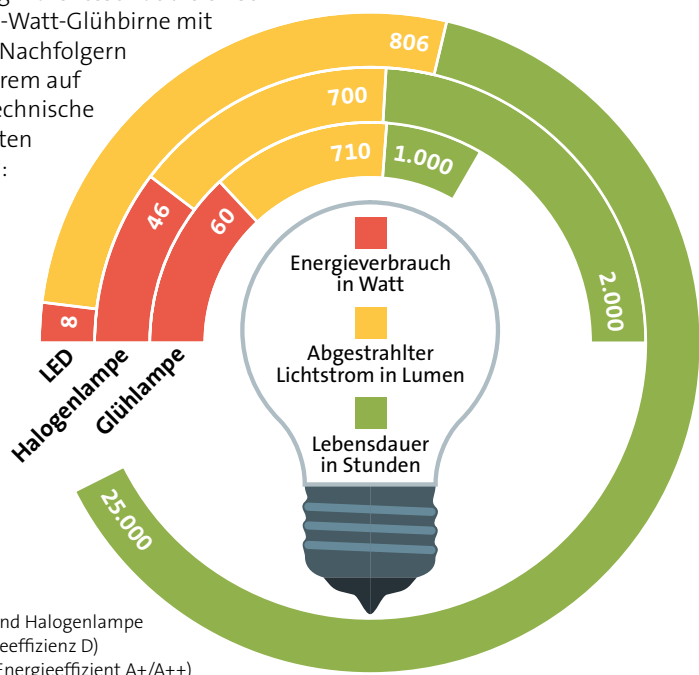 -Watt-Glühbirne mit
Nachfolgern
rem auf
echnische
ten
:
806
700
710
1.000
46
60
8
2.000
25.000
LED
Halogenlampe
Glühlampe
Energieverbrauch
in Watt
Abgestrahlter
Lichtstrom in Lumen
Lebensdauer
in Stunden
nd Halogenlampe
eeffizienz D)
Energieeffizient A+/A++)